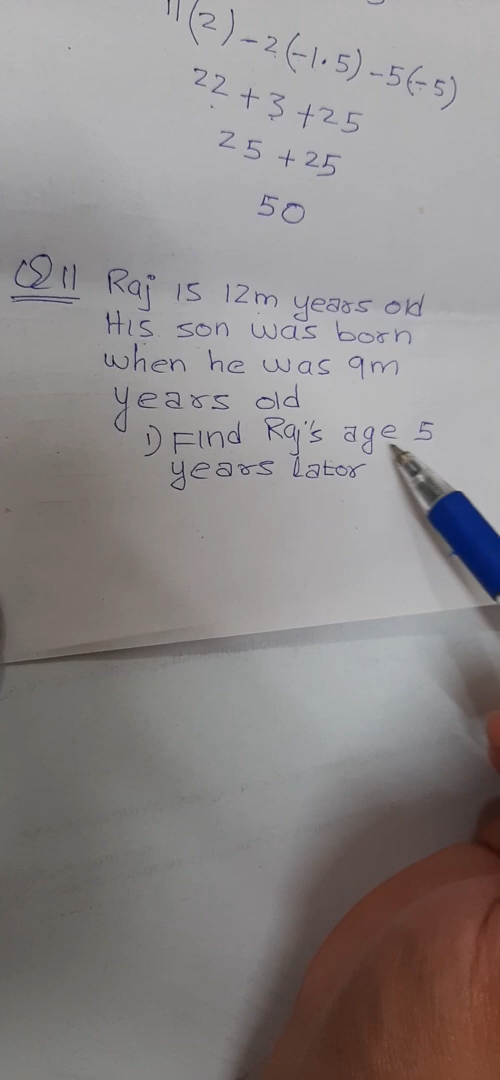 11(2) - 2(-1.5) - 5(-5)
22 + 3 + 25
25 + 25
50
Q11 Raj is 12m years old
His son was born
when he was 9m
years old
1) Find Raj's age 5
years lator